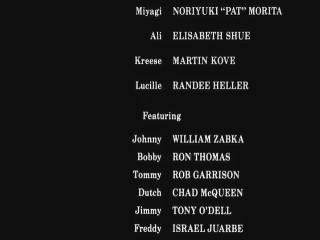 Miyagi NORIYUKI “PAT” MORITA
Ali ELISABETH SHUE
Kreese MARTIN KOVE
Lucille RANDEE HELLER
Featuring
Johnny WILLIAM ZABKA
Bobby RON THOMAS
Tommy ROB GARRISON
Dutch CHAD McQUEEN
Jimmy TONY O'DELL
Freddy ISRAEL JUARBE